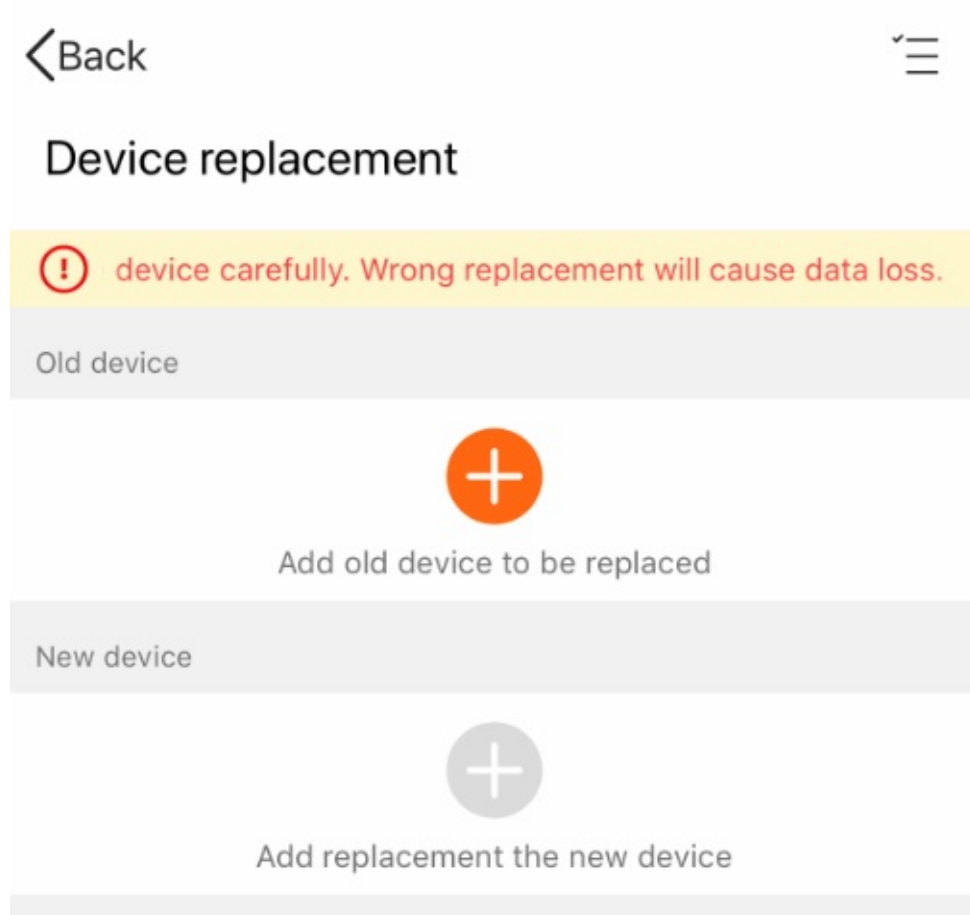 Back
Device replacement
device carefully. Wrong replacement will cause data loss.
Old device
Add old device to be replaced
New device
Add replacement the new device